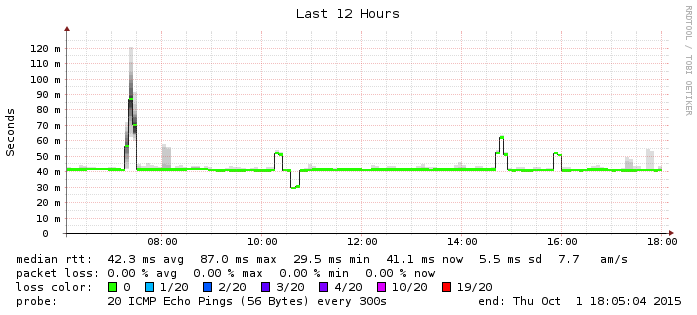 Last 12 Hours
RRDTOOL / TOBI OETIKER
Seconds
120 m
110 m
100 m
90 m
80 m
70 m
60 m
50 m
40 m
30 m
20 m
10 m
0
08:00 10:00 12:00 14:00 16:00 18:00
median rtt: 42.3 ms avg 87.0 ms max 29.5 ms min 41.1 ms now 5.5 ms sd 7.7 am/s
packet loss: 0.00 % avg 0.00 % max 0.00 % min 0.00 % now
loss color: 0 1/20 2/20 3/20 4/20 10/20 19/20
probe: 20 ICMP Echo Pings (56 Bytes) every 300s end: Thu Oct 1 18:05:04 2015